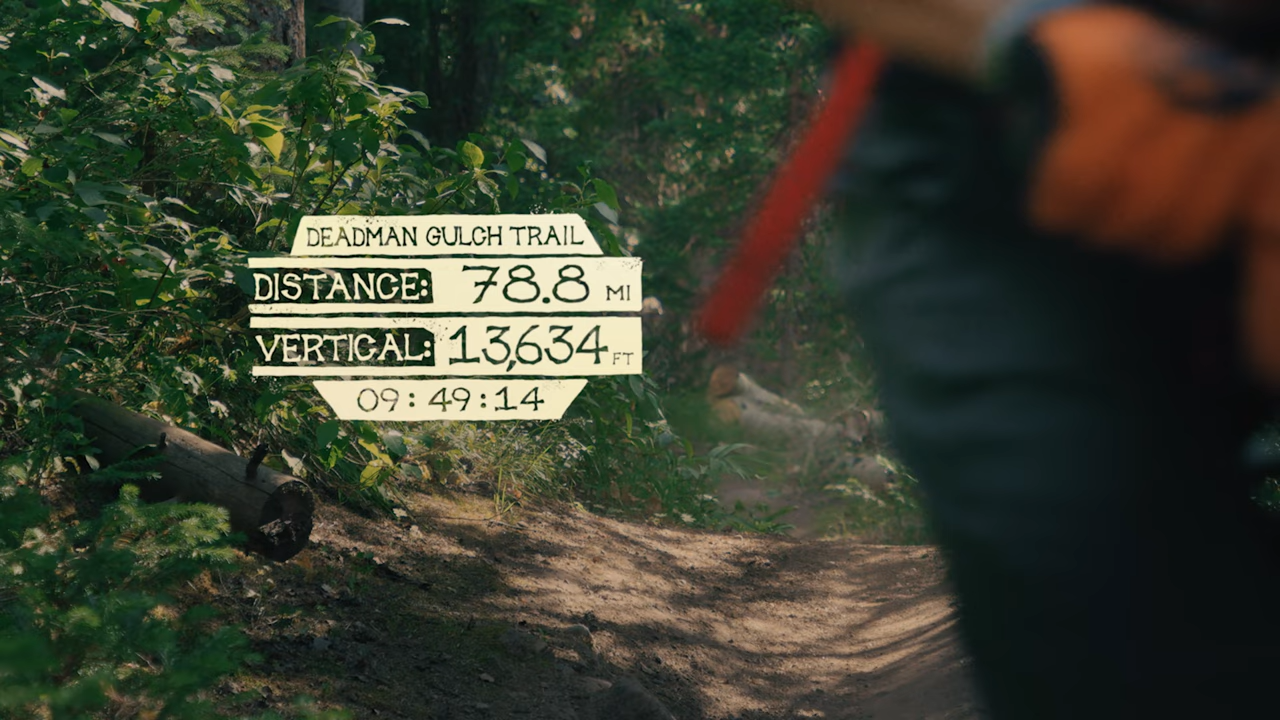 DEADMAN GULCH TRAIL
DISTANCE: 78.8 MI
VERTICAL: 13,634 FT
09:49:14